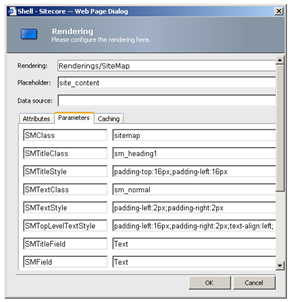 Shell - Sitecore -- Web Page Dialog
Rendering
Please configure the rendering here.
Rendering: Renderings/SiteMap
Placeholder: site_content
Data source:
Attributes Parameters Caching
SMClass sitemap
SMTitleClass sm_heading1
SMTitleStyle padding-top:16px;padding-left:16px
SMTextClass sm_normal
SMTextStyle padding-left:2px;padding-right:2px
SMTopLevelTextStyle padding-left:16px;padding-right:2px;text-align:left;
SMTitleField Text
SMField Text
OK Cancel